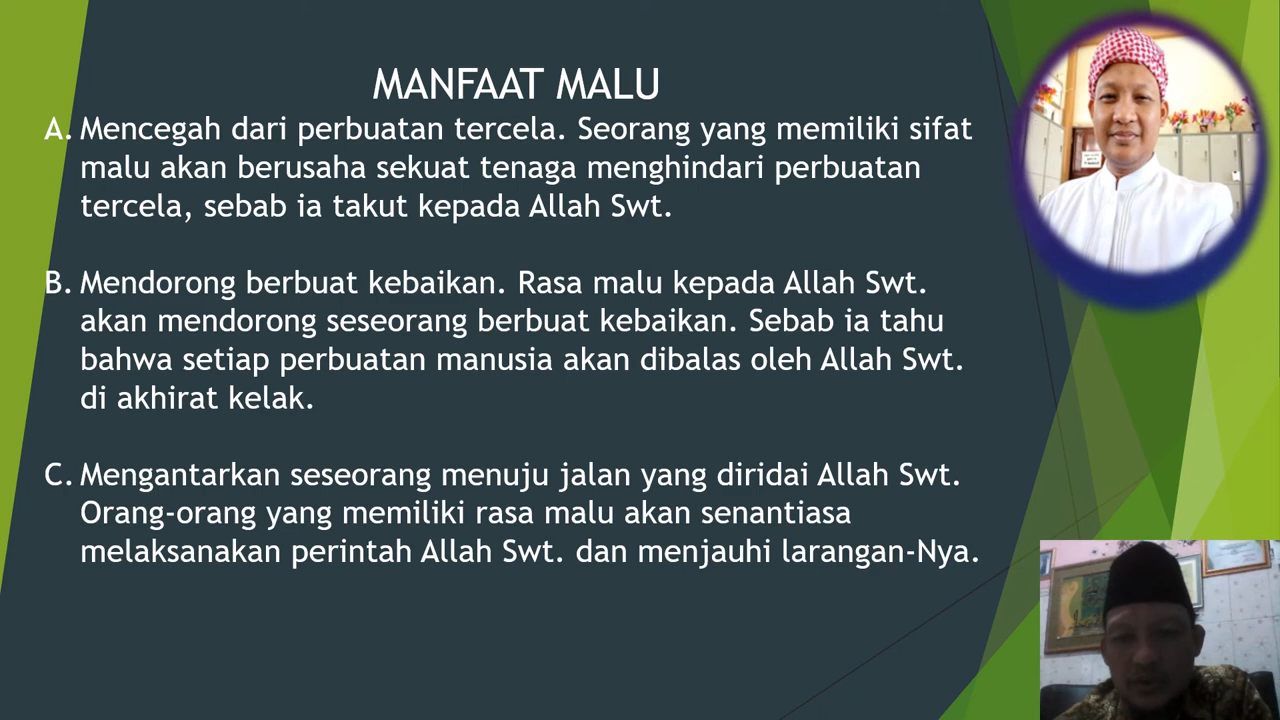 MANFAAT MALU
A. Mencegah dari perbuatan tercela. Seorang yang memiliki sifat
malu akan berusaha sekuat tenaga menghindari perbuatan
tercela, sebab ia takut kepada Allah Swt.
B. Mendorong berbuat kebaikan. Rasa malu kepada Allah Swt.
akan mendorong seseorang berbuat kebaikan. Sebab ia tahu
bahwa setiap perbuatan manusia akan dibalas oleh Allah Swt.
di akhirat kelak.
C. Mengantarkan seseorang menuju jalan yang diridai Allah Swt.
Orang-orang yang memiliki rasa malu akan senantiasa
melaksanakan perintah Allah Swt. dan menjauhi larangan-Nya.